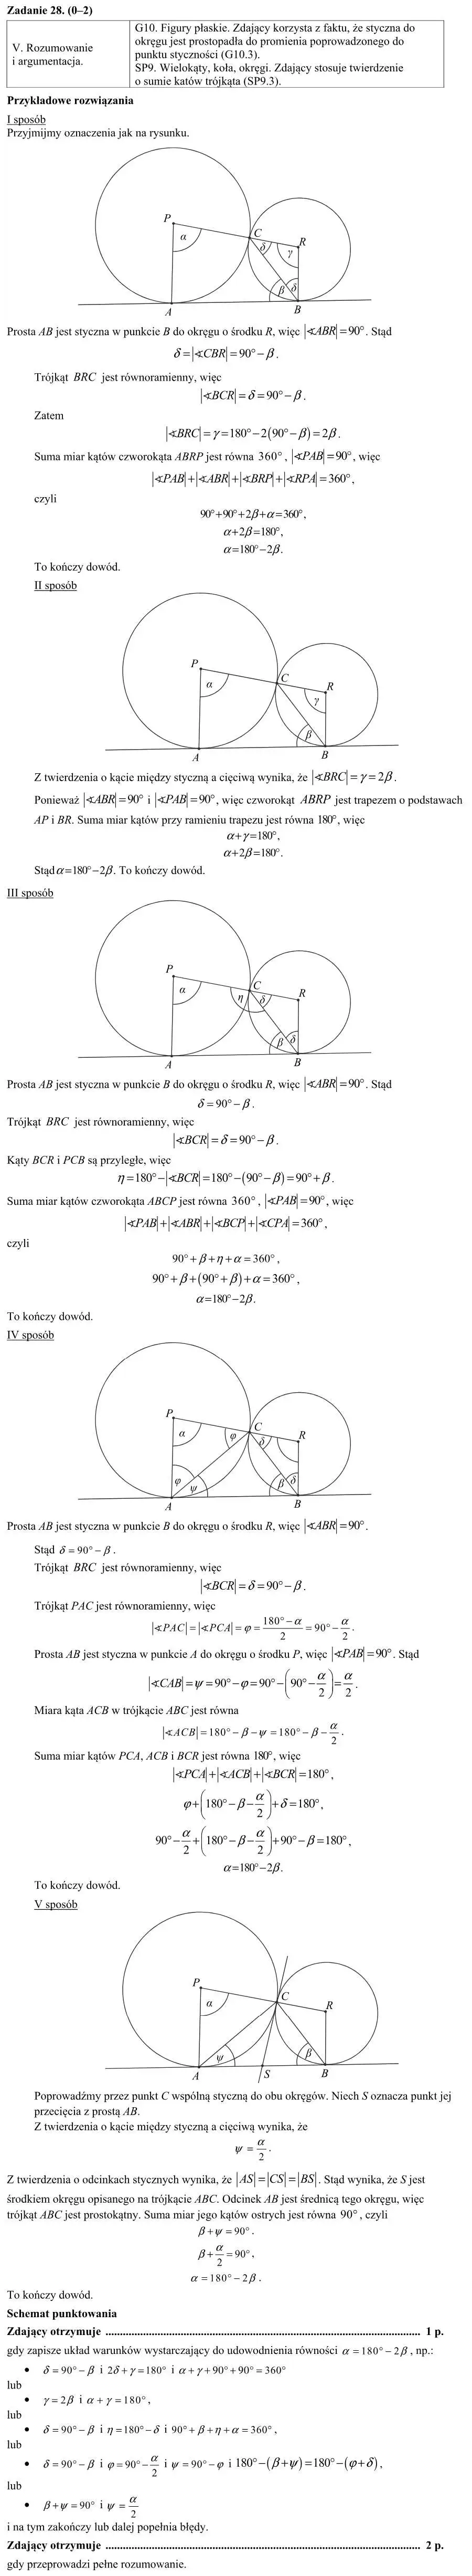 Zadanie 28. (0–2)
V. Rozumowanie
i argumentacja.
G10. Figury płaskie. Zdający korzysta z faktu, że styczna do
okręgu jest prostopadła do promienia poprowadzonego do
punktu styczności (G10.3).
SP9. Wielokąty, koła, okręgi. Zdający stosuje twierdzenie
o sumie katów trójkąta (SP9.3).
Przykładowe rozwiązania
I sposób
Przyjmijmy oznaczenia jak na rysunku.
P
α
C
δ
γ
R
β δ
A
B
Prosta AB jest styczna w punkcie B do okręgu o środku R, więc |∢ABR| = 90°. Stąd
δ = |∢CBR| = 90° − β.
Trójkąt BRC jest równoramienny, więc
|∢BCR| = δ = 90° − β.
Zatem
|∢BRC| = γ = 180° − 2(90° − β) = 2β.
Suma miar kątów czworokąta ABRP jest równa 360°, |∢PAB| = 90°, więc
|∢PAB| + |∢ABR| + |∢BRP| + |∢RPA| = 360°,
czyli
90° + 90° + 2β + α = 360°,
α + 2β = 180°,
α = 180° − 2β.
To kończy dowód.
II sposób
P
α
C
R
γ
β
A
B
Z twierdzenia o kącie między styczną a cięciwą wynika, że |∢BRC| = γ = 2β.
Ponieważ |∢ABR| = 90° i |∢PAB| = 90°, więc czworokąt ABRP jest trapezem o podstawach
AP i BR. Suma miar kątów przy ramieniu trapezu jest równa 180°, więc
α + γ = 180°,
α + 2β = 180°.
Stąd α = 180° − 2β. To kończy dowód.
III sposób
P
α
C
η δ
R
β δ
A
B
Prosta AB jest styczna w punkcie B do okręgu o środku R, więc |∢ABR| = 90°. Stąd
δ = 90° − β.
Trójkąt BRC jest równoramienny, więc
|∢BCR| = δ = 90° − β.
Kąty BCR i PCB są przyległe, więc
η = 180° − |∢BCR| = 180° − (90° − β) = 90° + β.
Suma miar kątów czworokąta ABCP jest równa 360°, |∢PAB| = 90°, więc
|∢PAB| + |∢ABR| + |∢BCP| + |∢CPA| = 360°,
czyli
90° + β + η + α = 360°,
90° + β + (90° + β) + α = 360°,
α = 180° − 2β.
To kończy dowód.
IV sposób
P
α
C
φ
δ
R
φ
ψ
β δ
A
B
Prosta AB jest styczna w punkcie B do okręgu o środku R, więc |∢ABR| = 90°.
Stąd δ = 90° − β.
Trójkąt BRC jest równoramienny, więc
|∢BCR| = δ = 90° − β.
Trójkąt PAC jest równoramienny, więc
|∢PAC| = |∢PCA| = φ = (180° − α)/2 = 90° − α/2.
Prosta AB jest styczna w punkcie A do okręgu o środku P, więc |∢PAB| = 90°. Stąd
|∢CAB| = ψ = 90° − φ = 90° − (90° − α/2) = α/2.
Miara kąta ACB w trójkącie ABC jest równa
|∢ACB| = 180° − β − ψ = 180° − β − α/2.
Suma miar kątów PCA, ACB i BCR jest równa 180°, więc
|∢PCA| + |∢ACB| + |∢BCR| = 180°,
φ + (180° − β − α/2) + δ = 180°,
90° − α/2 + (180° − β − α/2) + 90° − β = 180°,
α = 180° − 2β.
To kończy dowód.
V sposób
P
α
C
R
ψ
β
A
S
B
Poprowadźmy przez punkt C wspólną styczną do obu okręgów. Niech S oznacza punkt jej
przecięcia z prostą AB.
Z twierdzenia o kącie między styczną a cięciwą wynika, że
ψ = α/2.
Z twierdzenia o odcinkach stycznych wynika, że |AS| = |CS| = |BS|. Stąd wynika, że S jest
środkiem okręgu opisanego na trójkącie ABC. Odcinek AB jest średnicą tego okręgu, więc
trójkąt ABC jest prostokątny. Suma miar jego kątów ostrych jest równa 90°, czyli
β + ψ = 90°.
β + α/2 = 90°,
α = 180° − 2β.
To kończy dowód.
Schemat punktowania
Zdający otrzymuje ........................................................................ 1 p.
gdy zapisze układ warunków wystarczający do udowodnienia równości α = 180° − 2β, np.:
• δ = 90° − β i 2δ + γ = 180° i α + γ + 90° + 90° = 360°
lub
• γ = 2β i α + γ = 180°,
lub
• δ = 90° − β i η = 180° − δ i 90° + β + η + α = 360°,
lub
• δ = 90° − β i φ = 90° − α/2 i ψ = 90° − φ i 180° − (β + ψ) = 180° − (φ + δ),
lub
• β + ψ = 90° i ψ = α/2
i na tym zakończy lub dalej popełnia błędy.
Zdający otrzymuje ........................................................................ 2 p.
gdy przeprowadzi pełne rozumowanie.